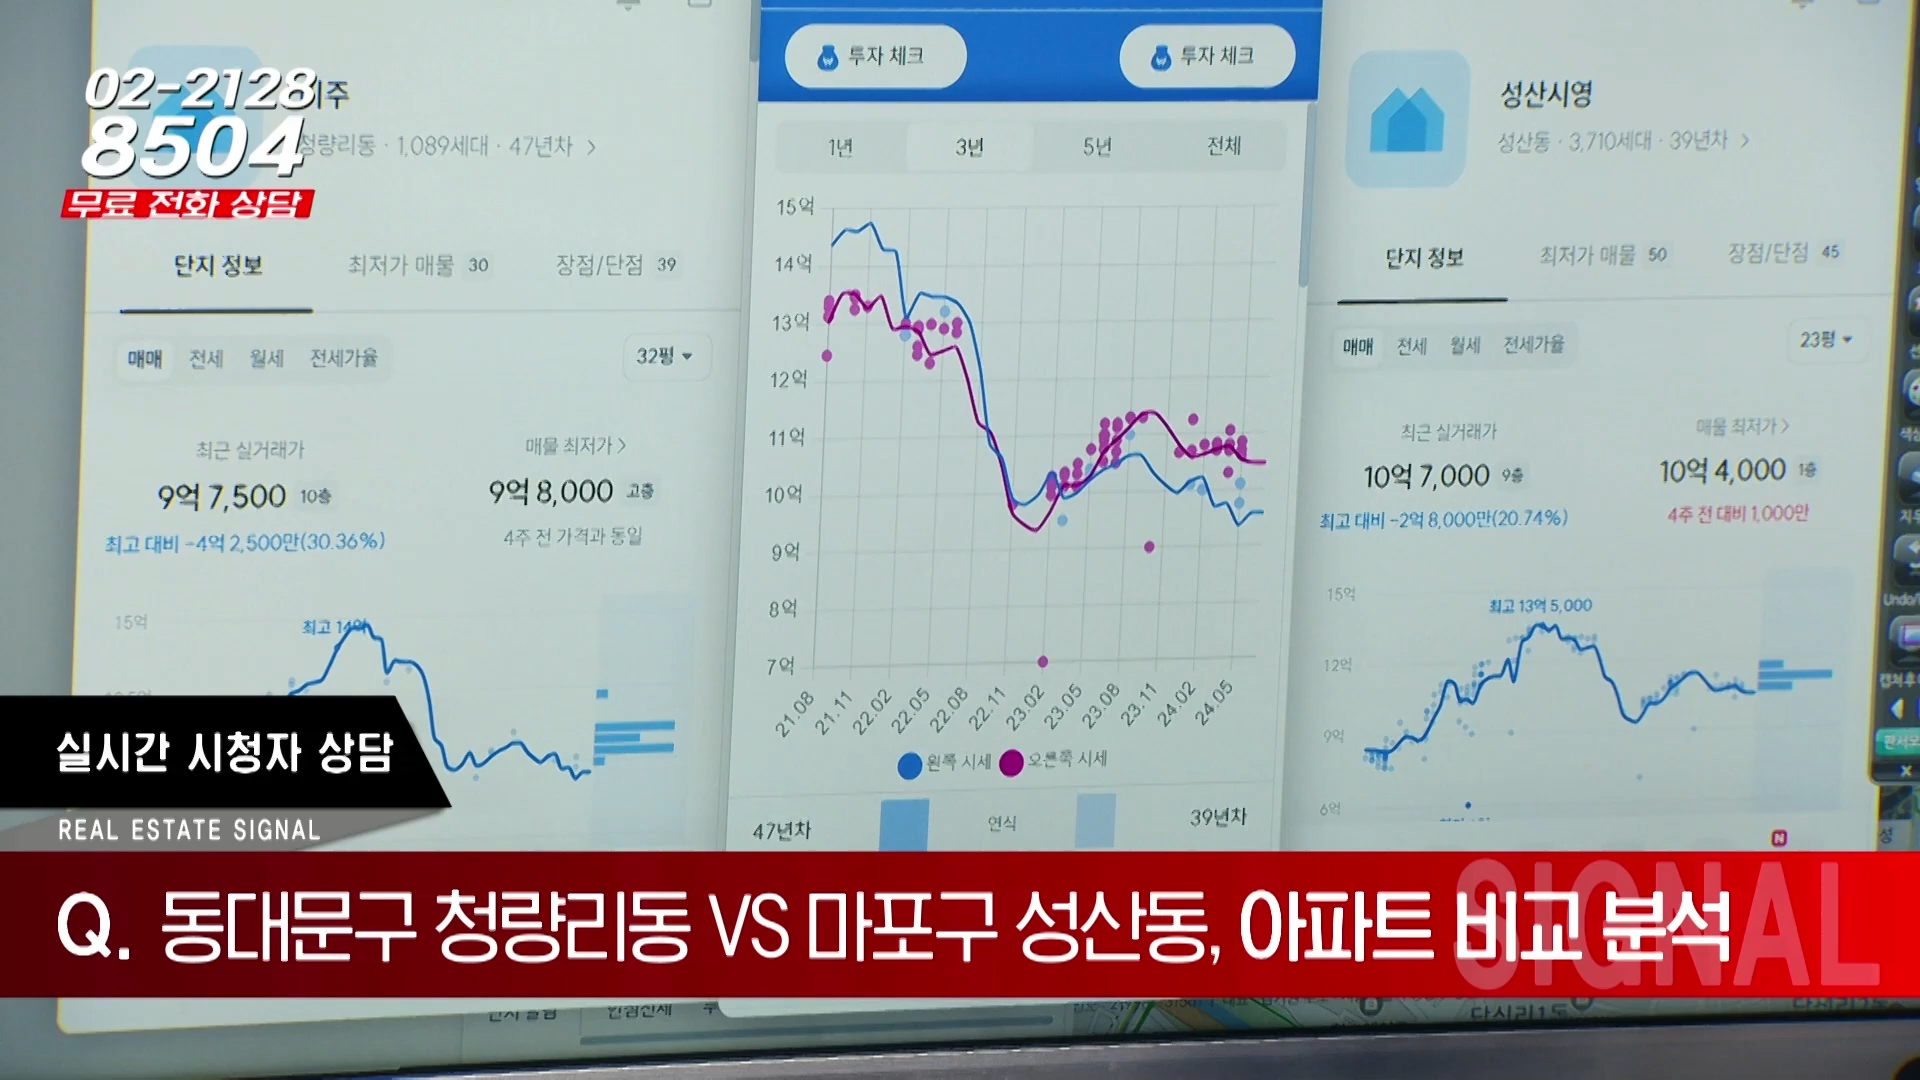 02-2128
8504
무료 전화 상담
청량리동 · 1,089세대 · 47년차 >
단지 정보
최저가 매물 30
장점/단점 39
매매 전세 월세 전세가율
32평
최근 실거래가
9억 7,500 10층
최고 대비 -4억 2,500만(30.36%)
매물 최저가 >
9억 8,000 고층
4주 전 가격과 동일
15억
최고 14억
투자 체크
투자 체크
1년 3년 5년 전체
15억
14억
13억
12억
11억
10억
9억
8억
7억
21.08 21.11 22.02 22.05 22.08 22.11 23.02 23.05 23.08 23.11 24.02 24.05
왼쪽 시세 오른쪽 시세
47년차 연식 39년차
성산시영
성산동 · 3,710세대 · 39년차 >
단지 정보
최저가 매물 50
장점/단점 45
매매 전세 월세 전세가율
23평
최근 실거래가
10억 7,000 9층
최고 대비 -2억 8,000만(20.74%)
매물 최저가 >
10억 4,000 1층
4주 전 대비 1,000만
15억
최고 13억 5,000
12억
9억
6억
실시간 시청자 상담
REAL ESTATE SIGNAL
Q. 동대문구 청량리동 VS 마포구 성산동, 아파트 비교 분석
SIGNAL